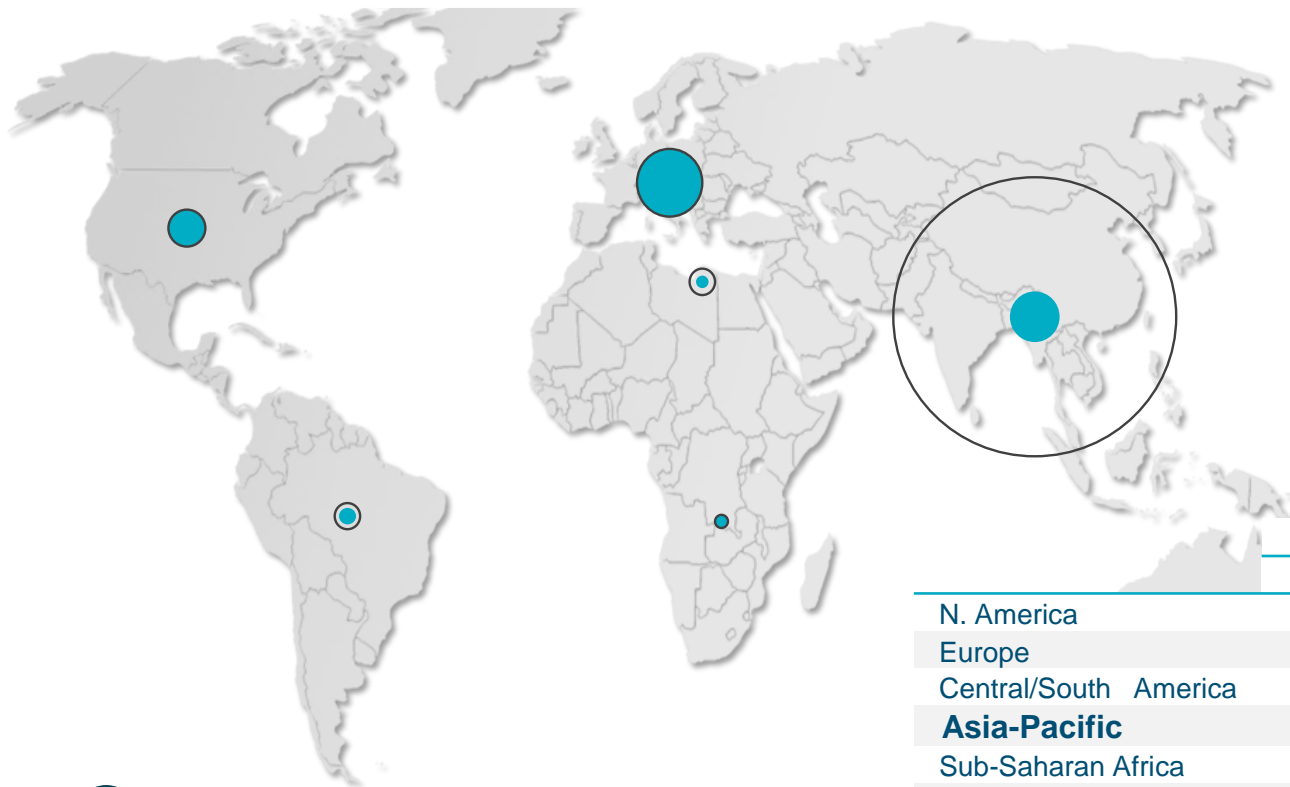 N. America
Europe
Central/South America
Asia-Pacific
Sub-Saharan Africa